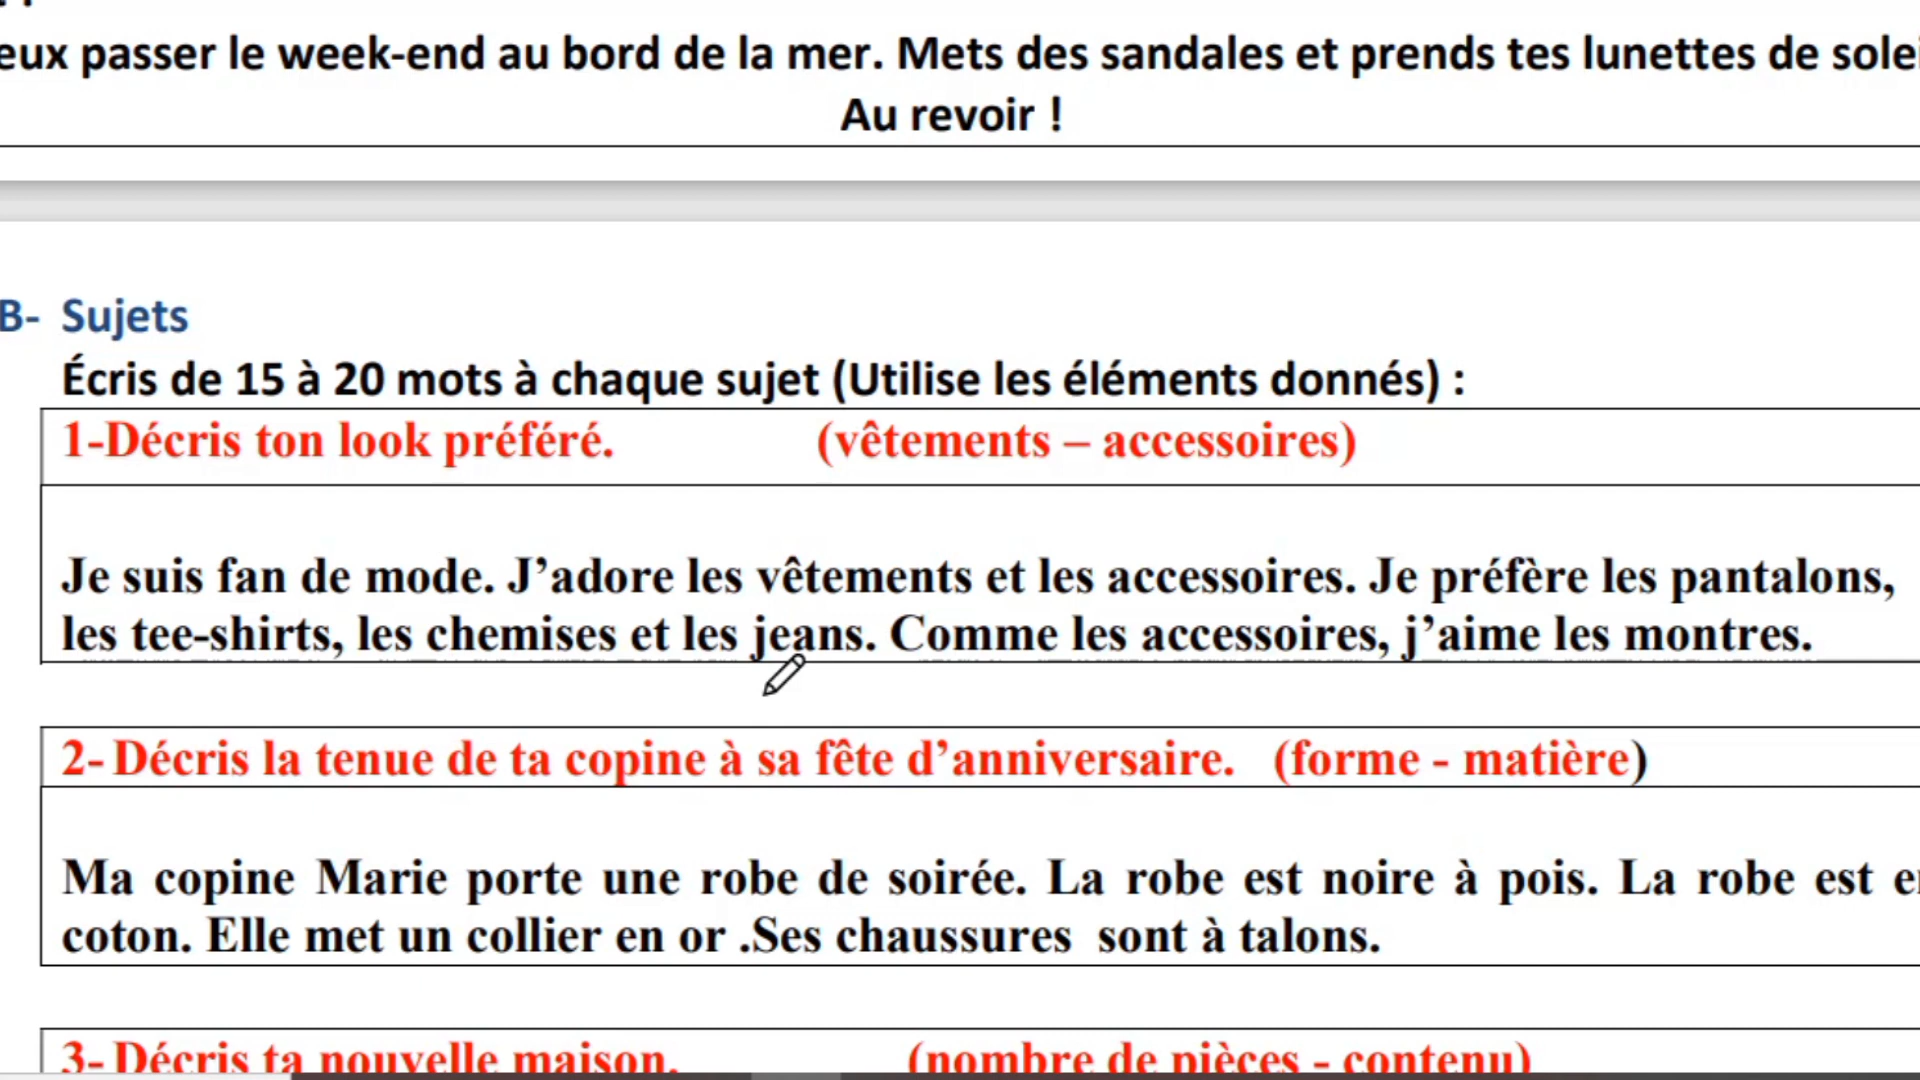 passer le week-end au bord de la mer. Mets des sandales et prends tes lunettes de
Au revoir !
B- Sujets
Écris de 15 à 20 mots à chaque sujet (Utilise les éléments donnés) :
1-Décris ton look préféré. (vêtements – accessoires)
Je suis fan de mode. J’adore les vêtements et les accessoires. Je préfère les pantalons,
les tee-shirts, les chemises et les jeans. Comme les accessoires, j’aime les montres.
2- Décris la tenue de ta copine à sa fête d’anniversaire. (forme - matière)
Ma copine Marie porte une robe de soirée. La robe est noire à pois. La robe est
coton. Elle met un collier en or .Ses chaussures sont à talons.
3- Décris ta nouvelle maison. (nombre de pièces - contenu)